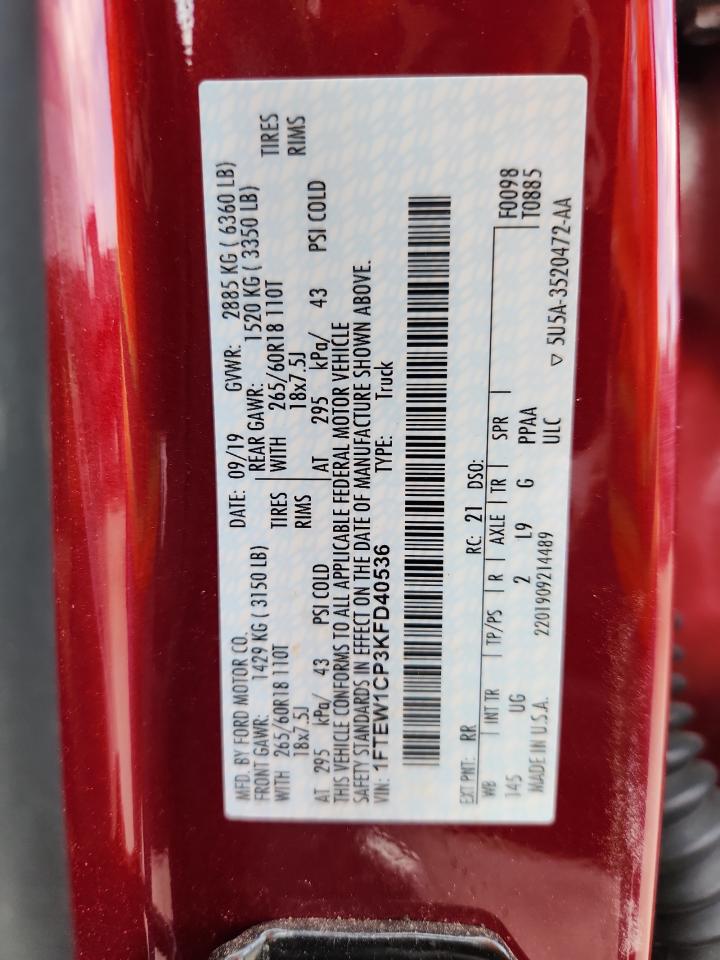 MFD. BY FORD MOTOR CO.
DATE: 09/19 GVWR: 2885 KG ( 6360 LB)
FRONT GAWR: 1429 KG ( 3150 LB) REAR GAWR: 1520 KG ( 3350 LB)
WITH 265/60R18 110T TIRES WITH 265/60R18 110T TIRES
18x7.5J RIMS 18x7.5J RIMS
AT 295 kPa/ 43 PSI COLD AT 295 kPa/ 43 PSI COLD
THIS VEHICLE CONFORMS TO ALL APPLICABLE FEDERAL MOTOR VEHICLE
SAFETY STANDARDS IN EFFECT ON THE DATE OF MANUFACTURE SHOWN ABOVE.
VIN: 1FTEW1CP3KFD40536 TYPE: Truck
EXT PNT: RR RC: 21 DSO: F0098
WB INT TR TP/PS R AXLE TR SPR T0885
145 UG 2 L9 G PPAA
ULC
MADE IN U.S.A. 2201909214489 ▽ 5U5A-3520472-AA